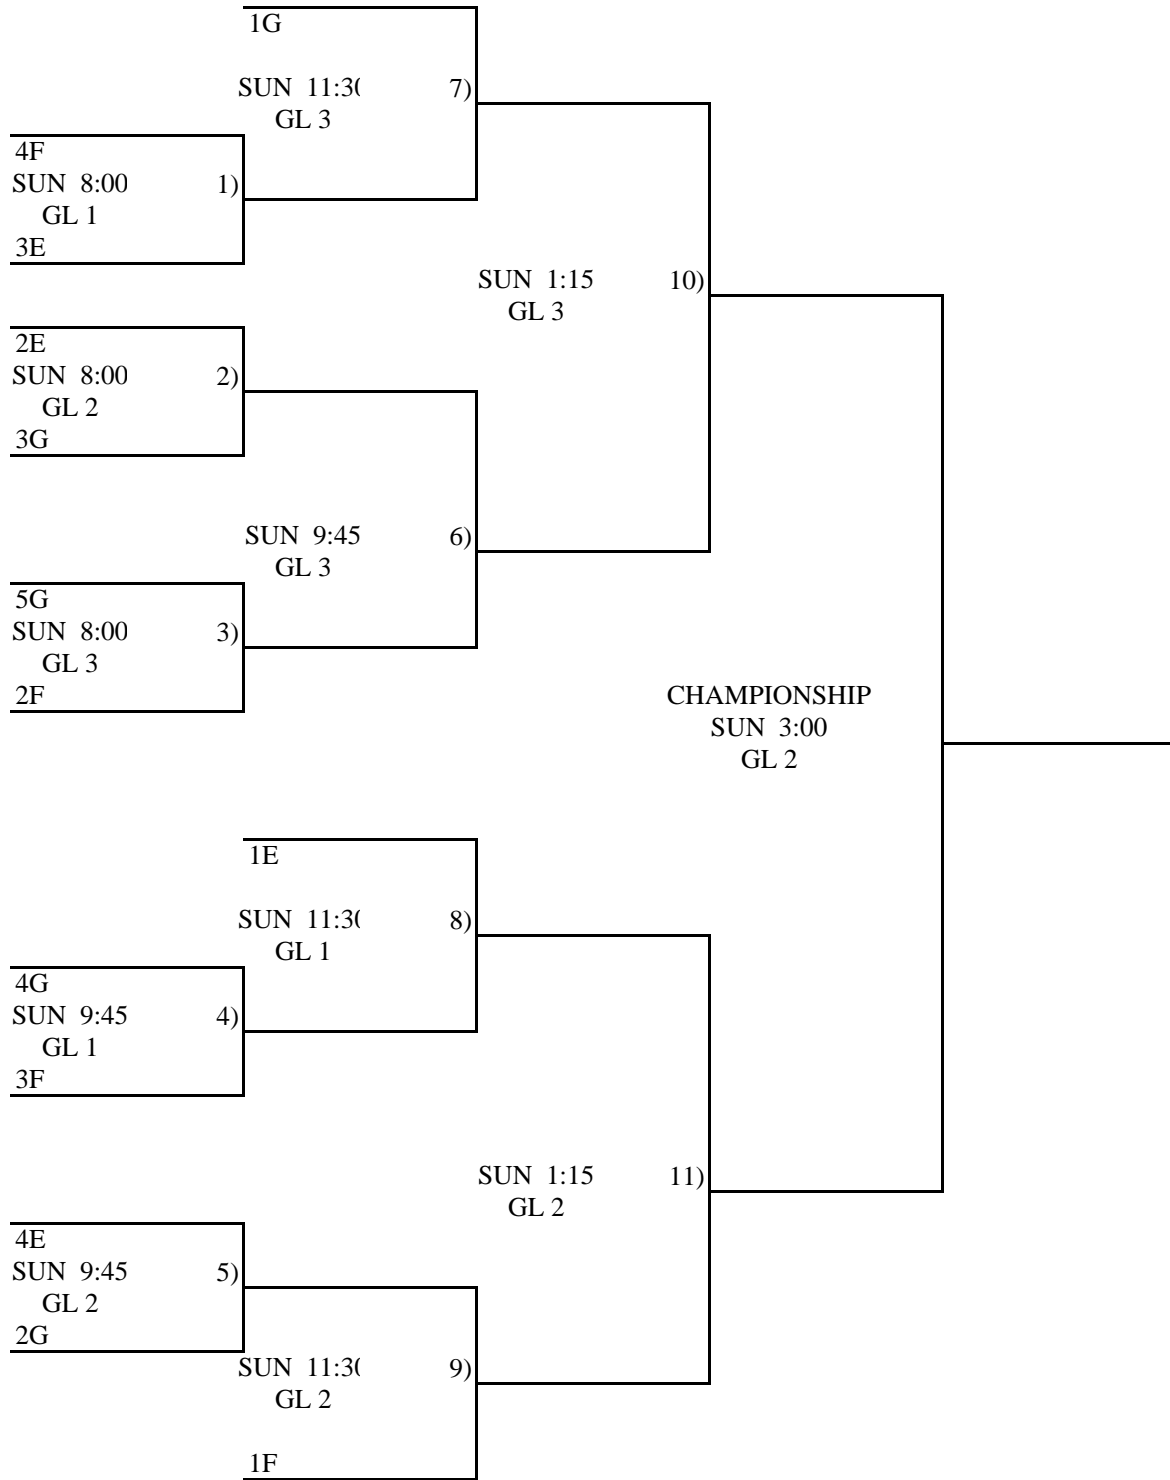 1G
SUN 11:30
7)
GL 3
4F
SUN 8:00
1)
GL 1
3E
SUN 1:15
10)
GL 3
2E
SUN 8:00
2)
GL 2
3G
SUN 9:45
6)
GL 3
5G
SUN 8:00
3)
GL 3
2F
CHAMPIONSHIP
SUN 3:00
GL 2
1E
SUN 11:30
8)
GL 1
4G
SUN 9:45
4)
GL 1
3F
SUN 1:15
11)
GL 2
4E
SUN 9:45
5)
GL 2
2G
SUN 11:30
9)
GL 2
1F